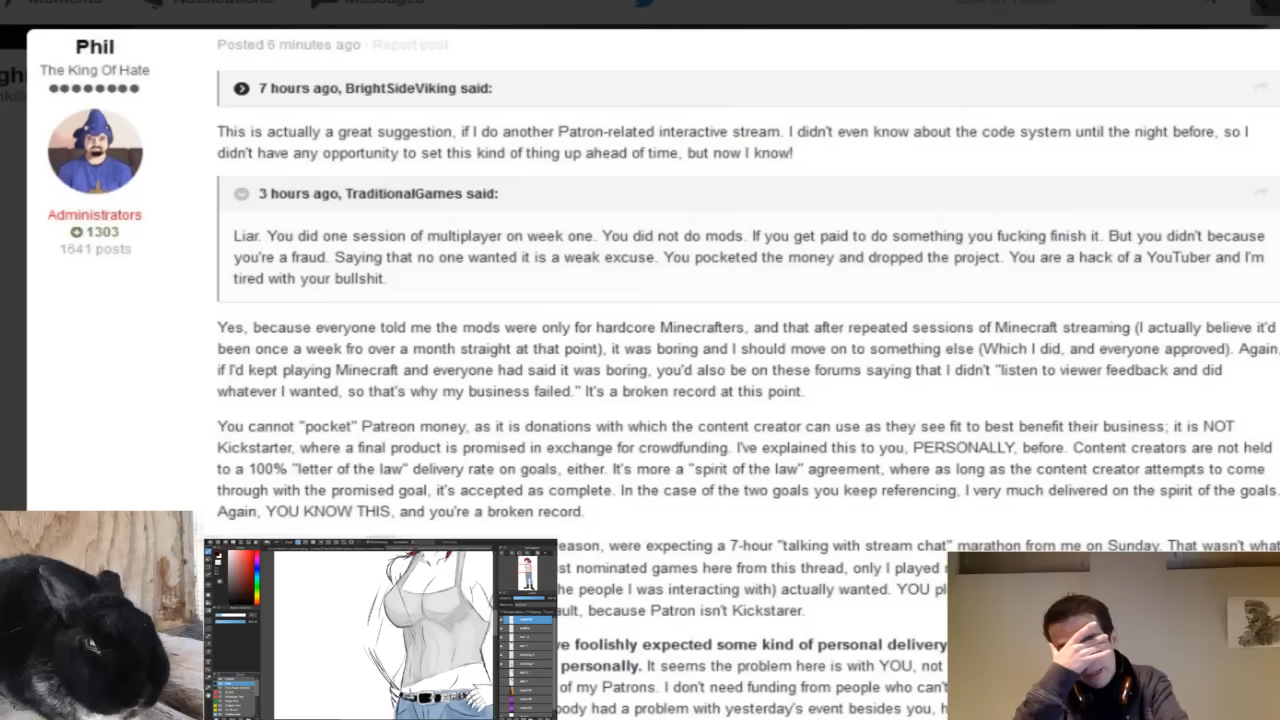 Moments
Notifications
Messages
Search Twitter
Phil
The King Of Hate
Administrators
1303
1641 posts
Posted 6 minutes ago · Report post
7 hours ago, BrightSideViking said:
This is actually a great suggestion, if I do another Patron-related interactive stream. I didn't even know about the code system until the night before, so I
didn't have any opportunity to set this kind of thing up ahead of time, but now I know!
3 hours ago, TraditionalGames said:
Liar. You did one session of multiplayer on week one. You did not do mods. If you get paid to do something you fucking finish it. But you didn't because
you're a fraud. Saying that no one wanted it is a weak excuse. You pocketed the money and dropped the project. You are a hack of a YouTuber and I'm
tired with your bullshit.
Yes, because everyone told me the mods were only for hardcore Minecrafters, and that after repeated sessions of Minecraft streaming (I actually believe it'd
been once a week fro over a month straight at that point), it was boring and I should move on to something else (Which I did, and everyone approved). Again,
if I'd kept playing Minecraft and everyone had said it was boring, you'd also be on these forums saying that I didn't "listen to viewer feedback and did
whatever I wanted, so that's why my business failed." It's a broken record at this point.
You cannot "pocket" Patreon money, as it is donations with which the content creator can use as they see fit to best benefit their business; it is NOT
Kickstarter, where a final product is promised in exchange for crowdfunding. I've explained this to you, PERSONALLY, before. Content creators are not held
to a 100% "letter of the law" delivery rate on goals, either. It's more a "spirit of the law" agreement, where as long as the content creator attempts to come
through with the promised goal, it's accepted as complete. In the case of the two goals you keep referencing, I very much delivered on the spirit of the goals.
Again, YOU KNOW THIS, and you're a broken record.
eason, were expecting a 7-hour "talking with stream chat" marathon from me on Sunday. That wasn't what
st nominated games here from this thread, only I played
he people I was interacting with) actually wanted. YOU
ault, because Patron isn't Kickstarer.
ve foolishly expected some kind of personal delivery
personally. It seems the problem here is with YOU, not
of my Patrons. I don't need funding from people who can't
body had a problem with yesterday's event besides you,